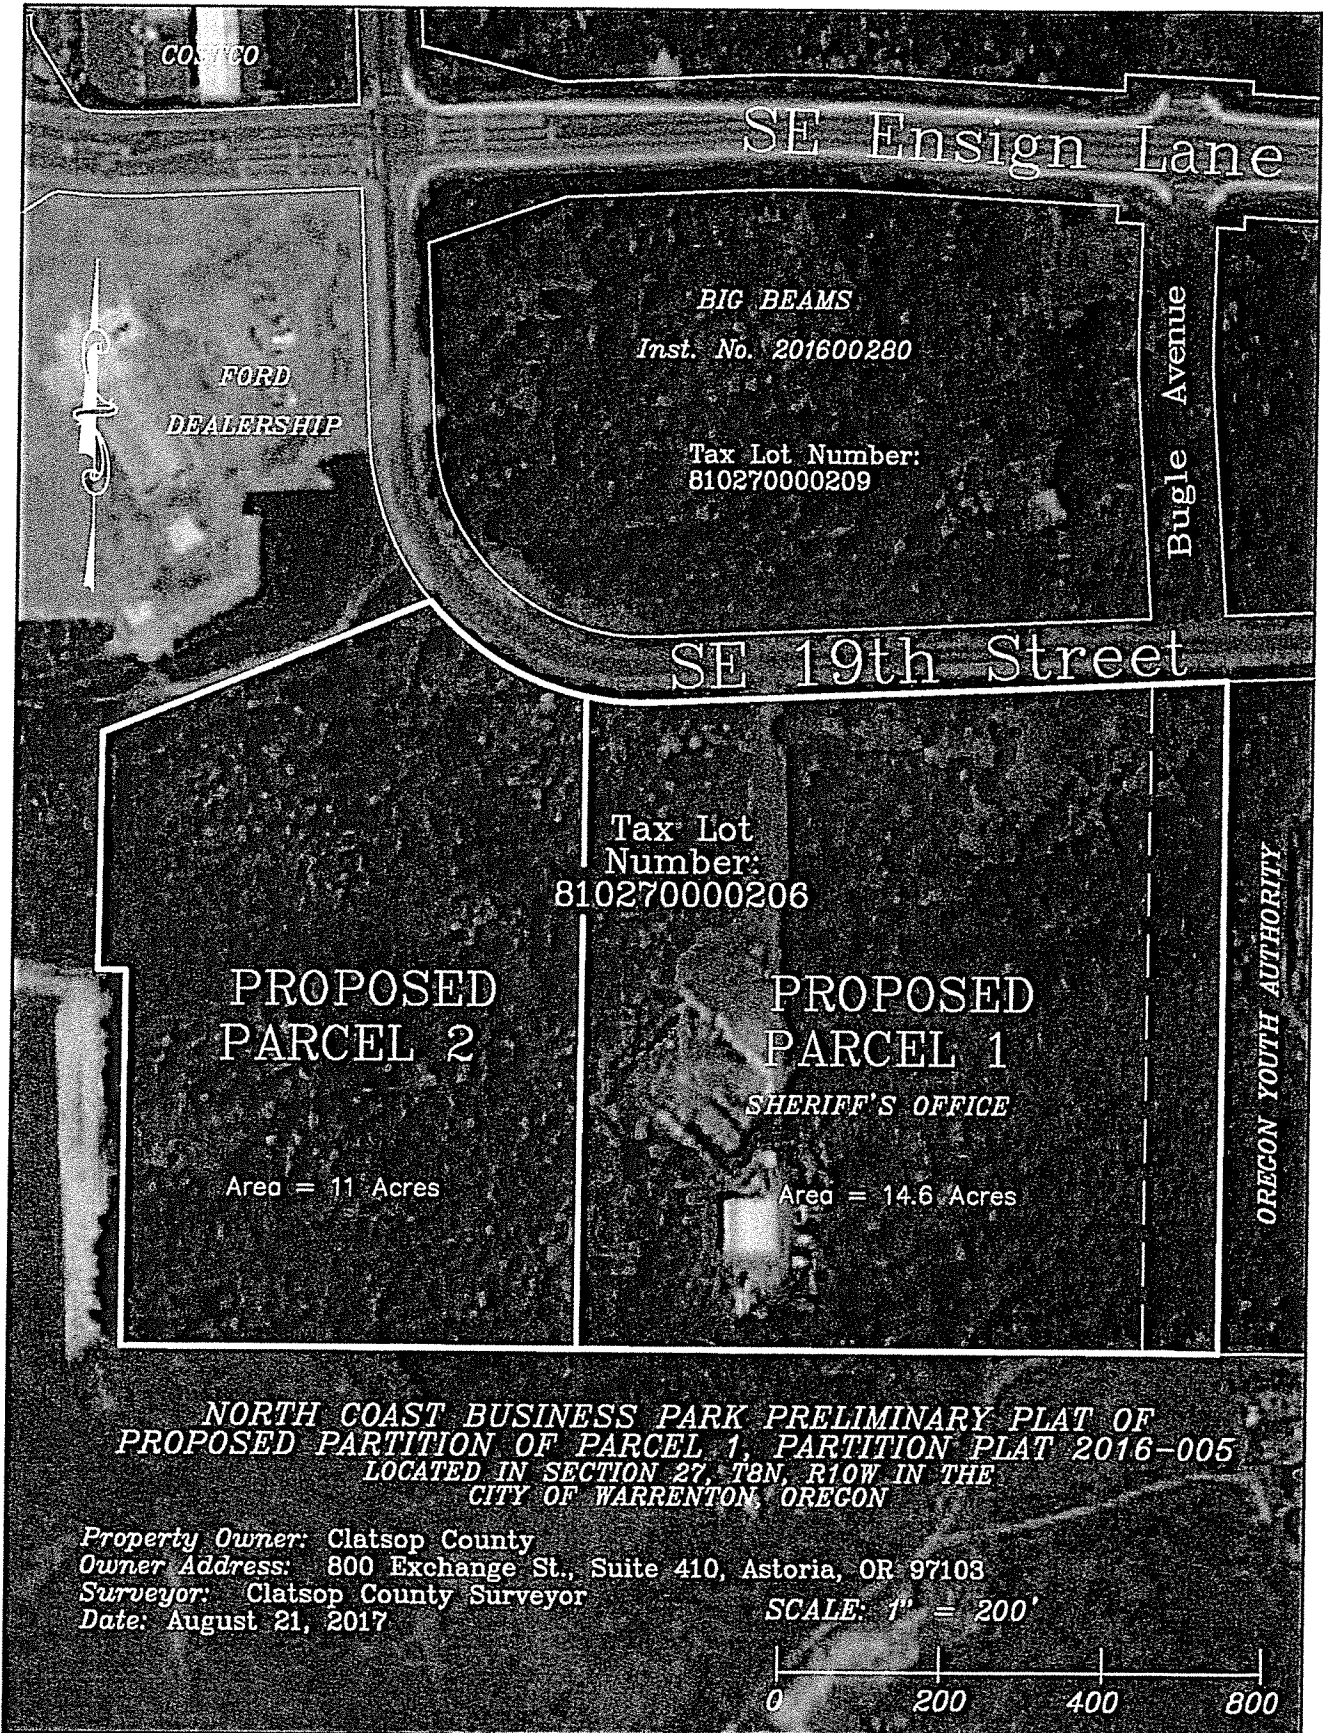 COSTCO
SE Ensign Lane
BIG BEAMS
Inst. No. 201600280
FORD
DEALERSHIP
Tax Lot Number:
810270000209
Bugle Avenue
SE 19th Street
Tax Lot
Number:
810270000206
PROPOSED
PARCEL 2
PROPOSED
PARCEL 1
SHERIFF'S OFFICE
Area = 11 Acres
Area = 14.6 Acres
OREGON YOUTH AUTHORITY
NORTH COAST BUSINESS PARK PRELIMINARY PLAT OF
PROPOSED PARTITION OF PARCEL 1, PARTITION PLAT 2016-005
LOCATED IN SECTION 27, T8N, R10W IN THE
CITY OF WARRENTON, OREGON
Property Owner: Clatsop County
Owner Address: 800 Exchange St., Suite 410, Astoria, OR 97103
Surveyor: Clatsop County Surveyor
Date: August 21, 2017
SCALE: 1" = 200'
0 200 400 800